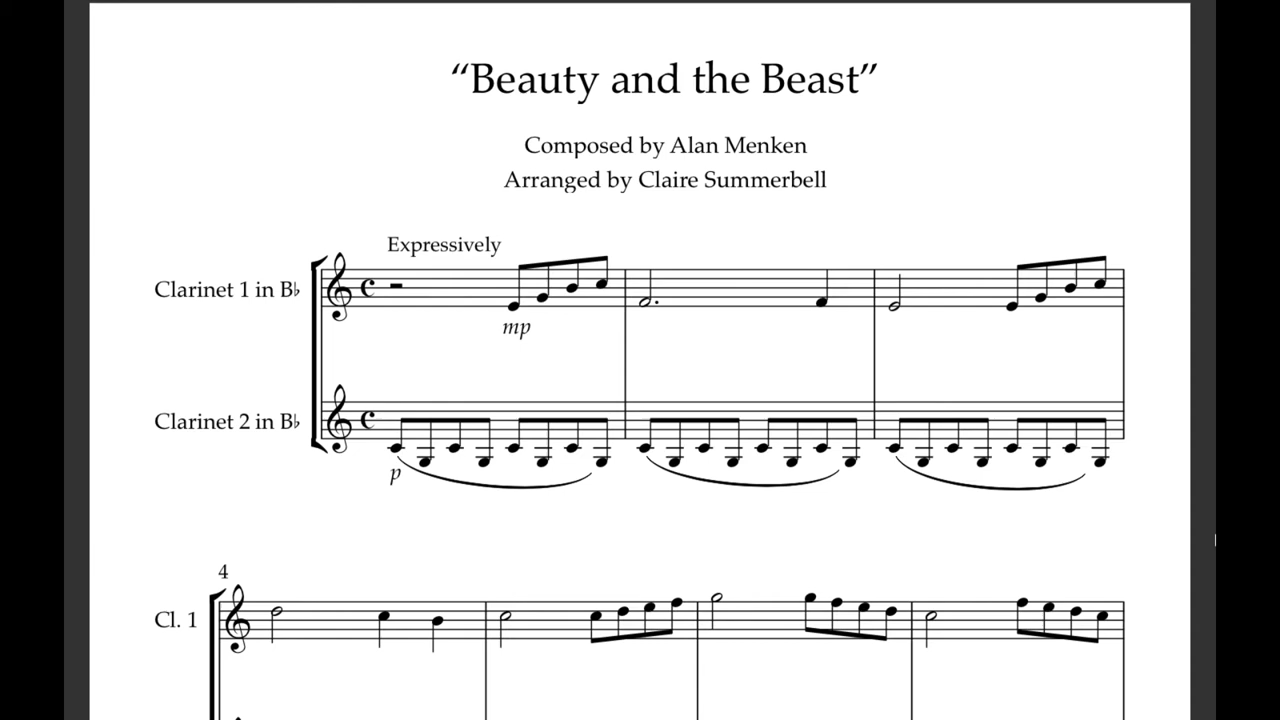 “Beauty and the Beast”
Composed by Alan Menken
Arranged by Claire Summerbell
Expressively
Clarinet 1 in B♭
mp
Clarinet 2 in B♭
p
4
Cl. 1